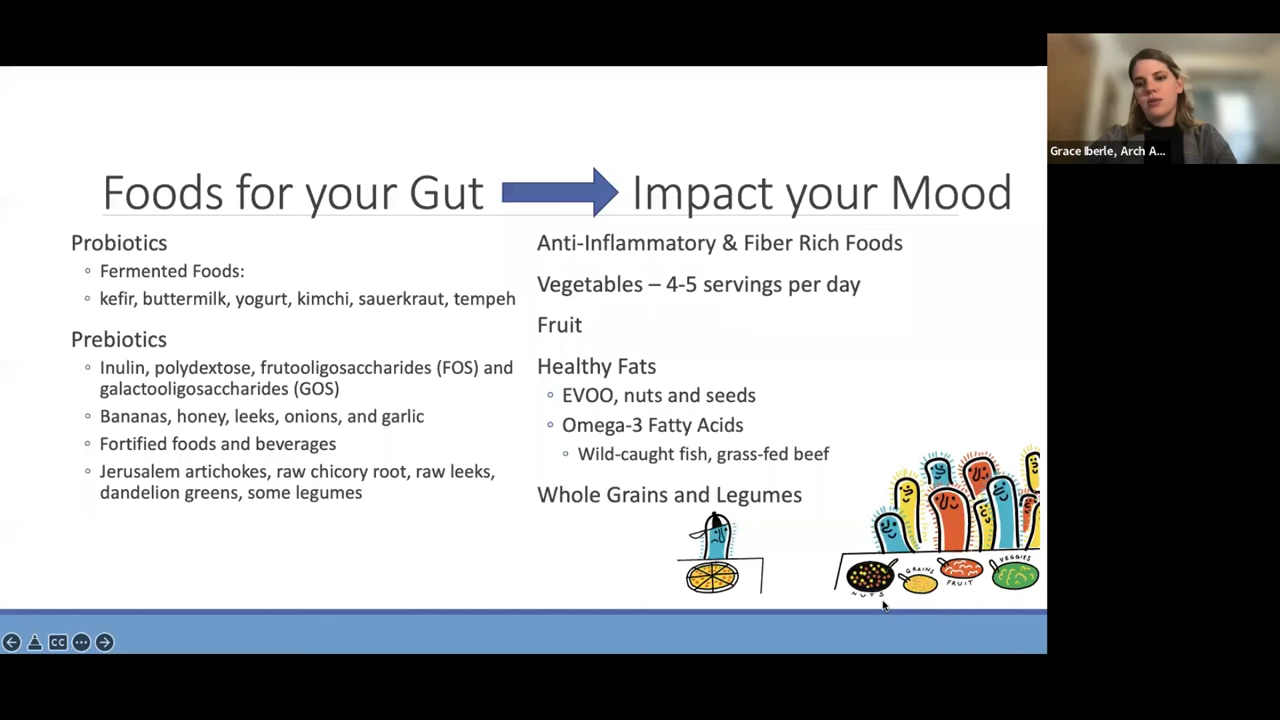 Foods for your Gut
Impact your Mood
Probiotics
Fermented Foods:
kefir, buttermilk, yogurt, kimchi, sauerkraut, tempeh
Prebiotics
Inulin, polydextose, frutooligosaccharides (FOS) and
galactooligosaccharides (GOS)
Bananas, honey, leeks, onions, and garlic
Fortified foods and beverages
Jerusalem artichokes, raw chicory root, raw leeks,
dandelion greens, some legumes
Anti-Inflammatory & Fiber Rich Foods
Vegetables – 4-5 servings per day
Fruit
Healthy Fats
EVOO, nuts and seeds
Omega-3 Fatty Acids
Wild-caught fish, grass-fed beef
Whole Grains and Legumes
NUTS
GRAINS
FRUIT
VEGGIES
CC
Grace Iberle, Arch A...